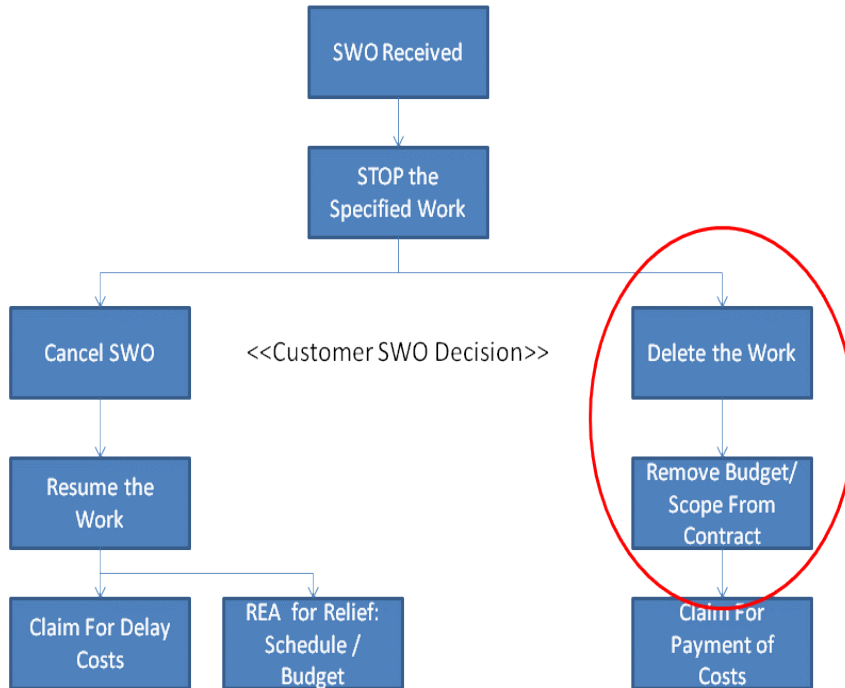 SWO Received
STOP the
Specified Work
Cancel SWO
<<Customer SWO Decision>>
Delete the Work
Resume the
Work
Remove Budget/
Scope From
Contract
Claim For Delay
Costs
REA for Relief:
Schedule /
Budget
Claim For
Payment of
Costs